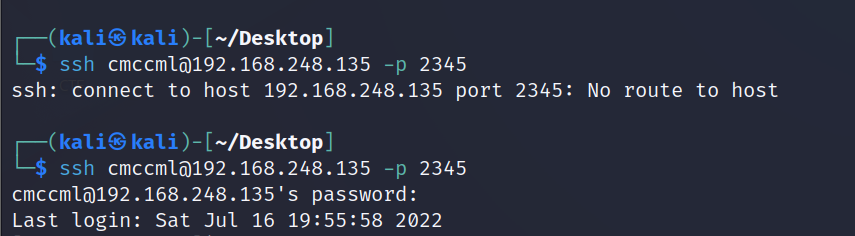 ┌──(kali㉿kali)-[~/Desktop]
└─$ ssh cmccml@192.168.248.135 -p 2345
ssh: connect to host 192.168.248.135 port 2345: No route to host
┌──(kali㉿kali)-[~/Desktop]
└─$ ssh cmccml@192.168.248.135 -p 2345
cmccml@192.168.248.135's password:
Last login: Sat Jul 16 19:55:58 2022